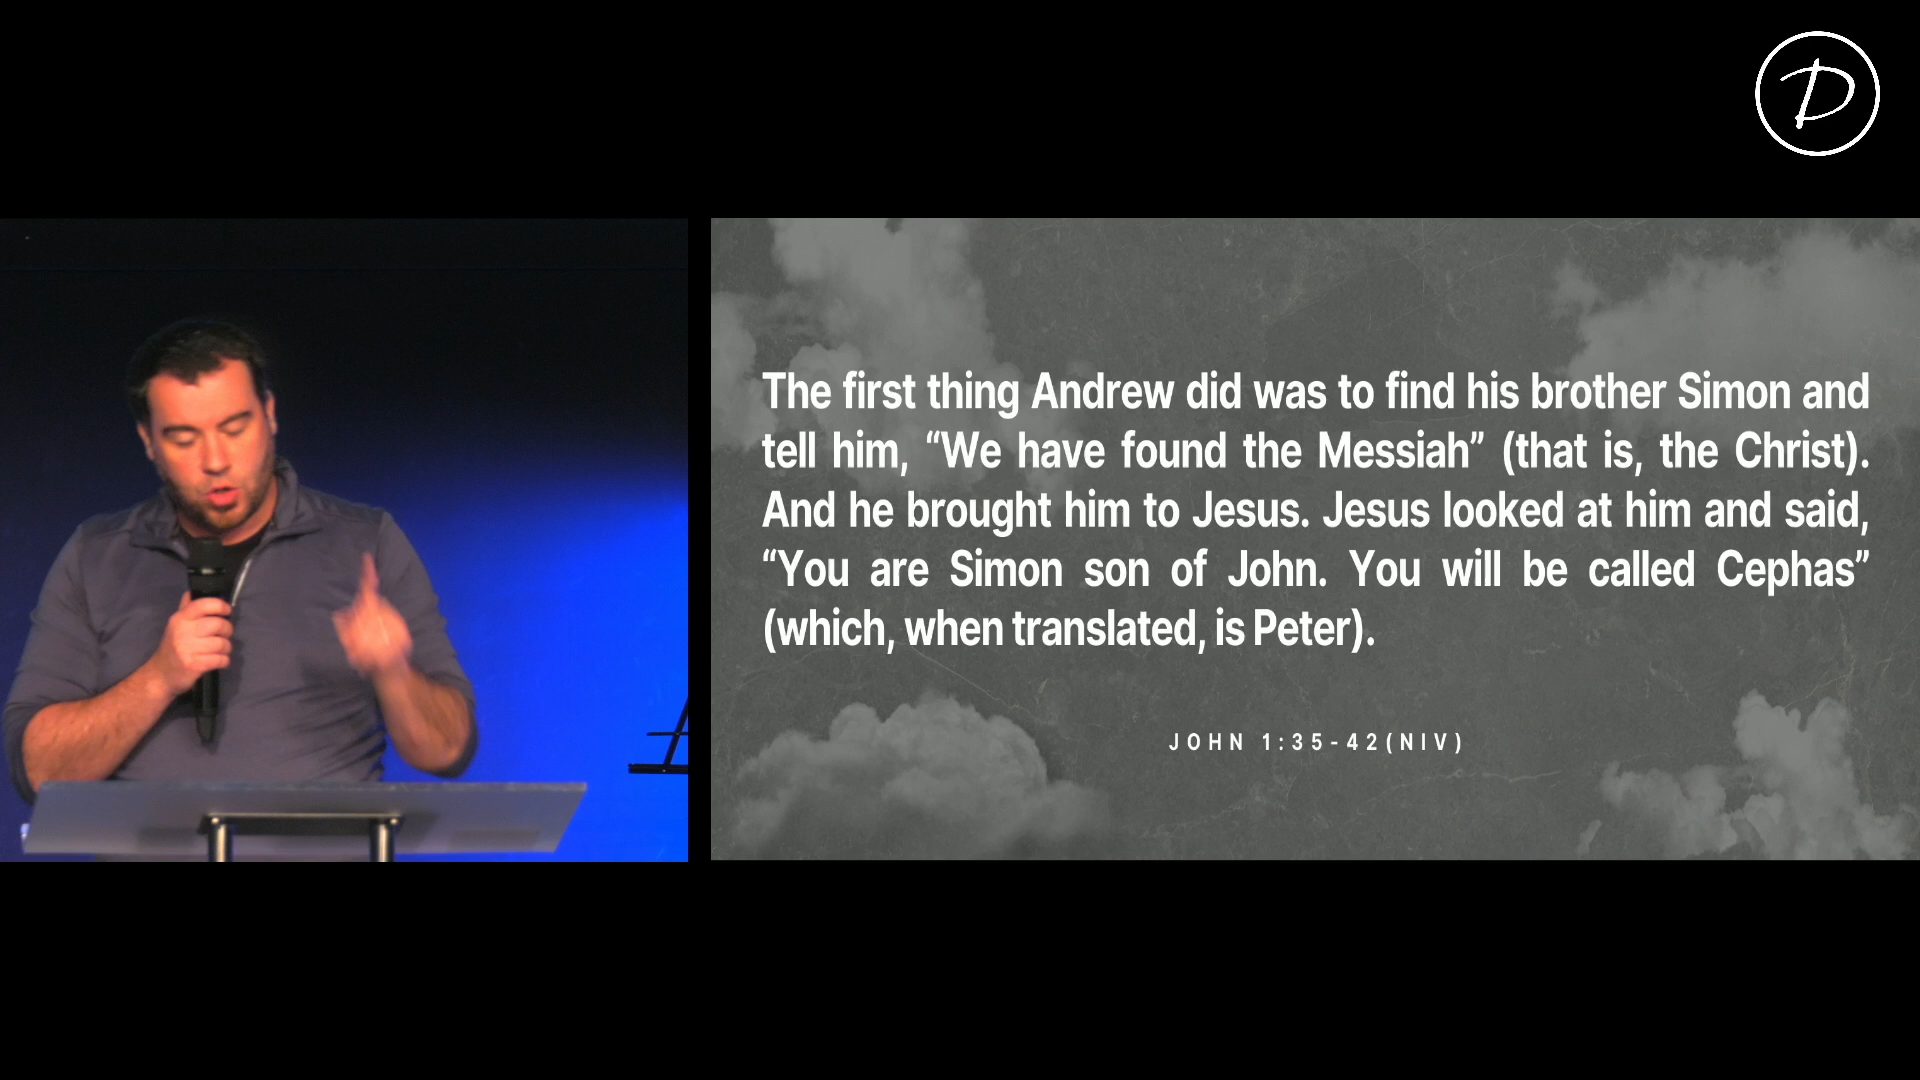 D
The first thing Andrew did was to find his brother Simon and
tell him, “We have found the Messiah” (that is, the Christ).
And he brought him to Jesus. Jesus looked at him and said,
“You are Simon son of John. You will be called Cephas”
(which, when translated, is Peter).
JOHN 1:35-42(NIV)